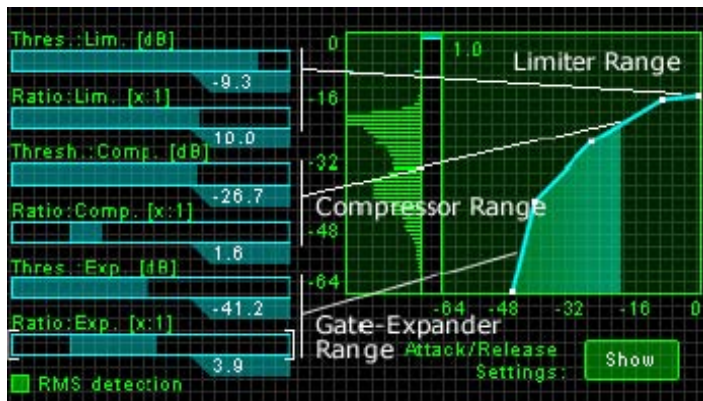 Thres.:Lim. [dB]
-9.3
Ratio:Lim. [x:1]
10.0
Thresh.:Comp. [dB]
-26.7
Ratio:Comp. [x:1]
1.6
Thres.:Exp. [dB]
-41.2
Ratio:Exp. [x:1]
3.9
RMS detection
0
-16
-32
-48
-64
1.0
Limiter Range
Compressor Range
Gate-Expander
Range
-64 -48 -32 -16 0
Attack/Release
Settings:
Show